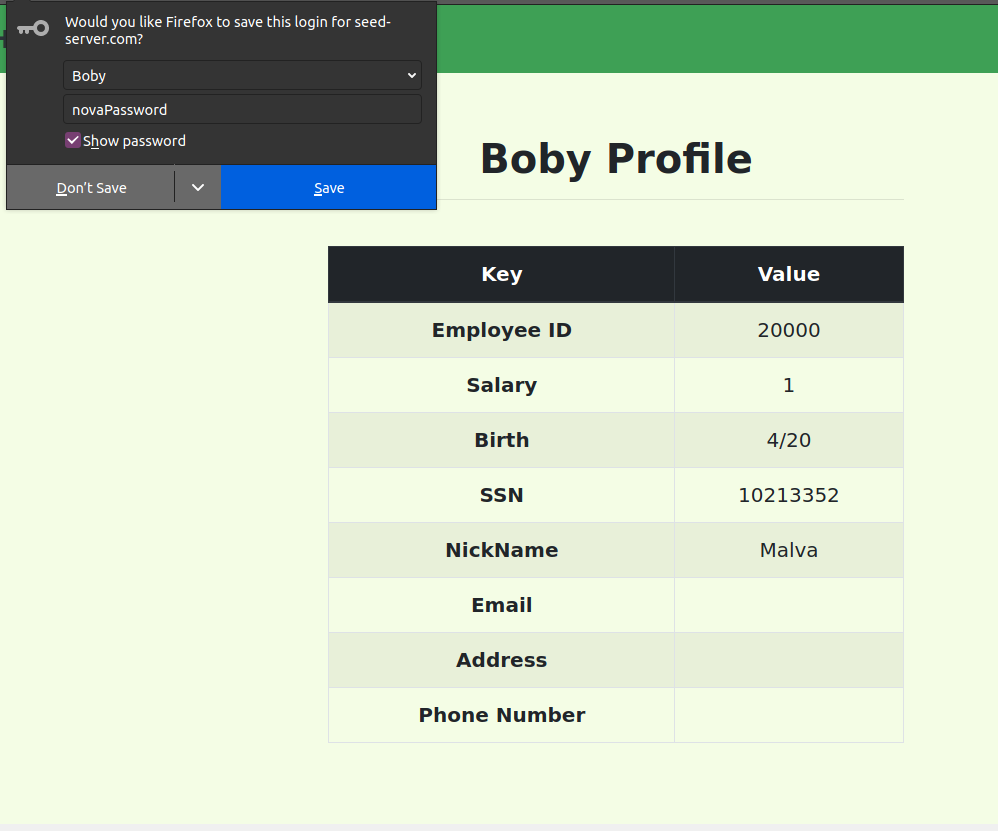 Would you like Firefox to save this login for seed-
server.com?
Boby
novaPassword
Show password
Don't Save
Save
Boby Profile
Key Value
Employee ID 20000
Salary 1
Birth 4/20
SSN 10213352
NickName Malva
Email
Address
Phone Number